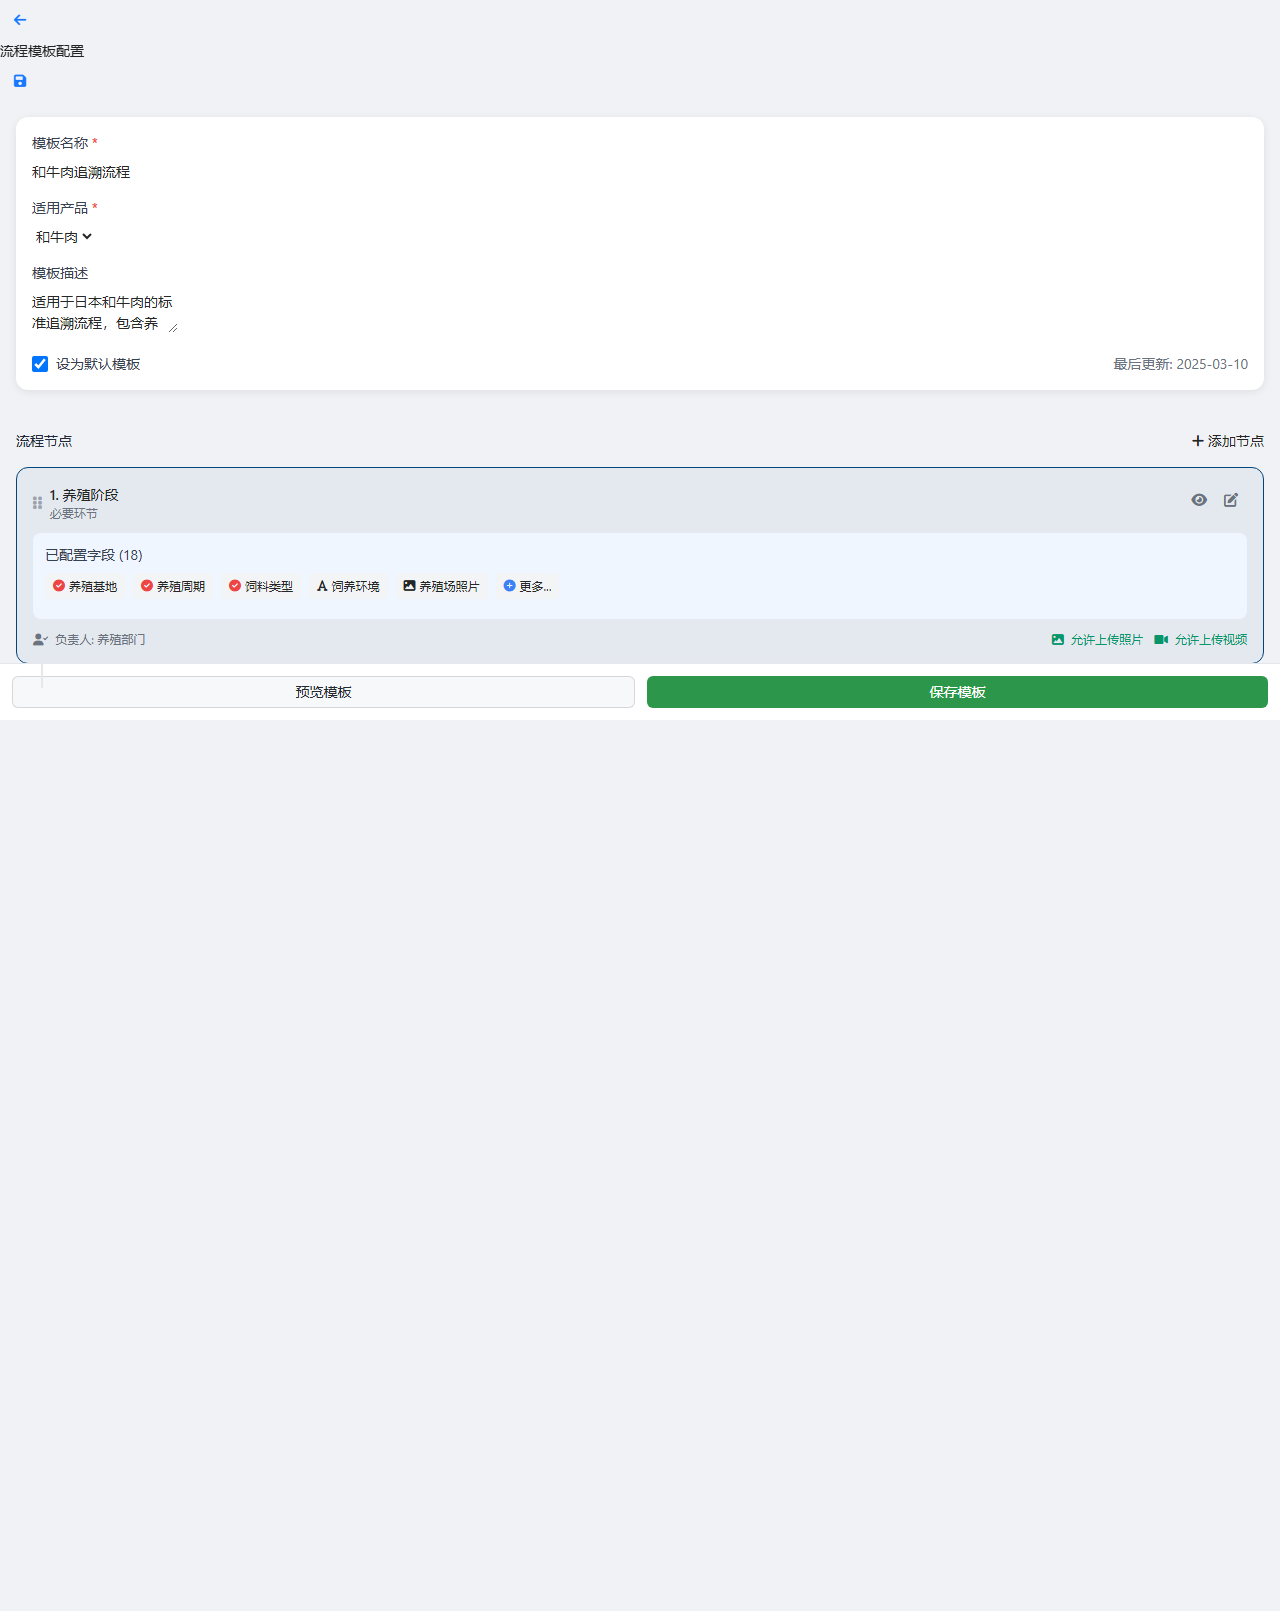 流程模板配置
模板名称 *
和牛肉追溯流程
适用产品 *
和牛肉
模板描述
适用于日本和牛肉的标
准追溯流程，包含养
设为默认模板
最后更新: 2025-03-10
流程节点
添加节点
1. 养殖阶段
必要环节
已配置字段 (18)
养殖基地 养殖周期 饲料类型 饲养环境 养殖场照片 更多...
负责人: 养殖部门
允许上传照片 允许上传视频
预览模板
保存模板